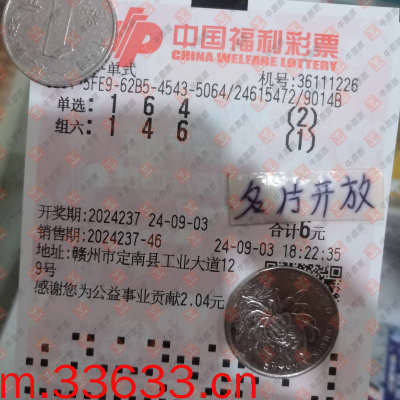 中国福利彩票
CHINA WELFARE LOTTERY
单式
机号:36111226
5FE9-62B5-4543-5064/24615472/9014B
单选: 1 6 4 (2)
组六: 1 4 6 (1)
名片开放
开奖期:2024237 24-09-03 合计6元
销售期:2024237-46 24-09-03 18:22:35
地址:赣州市定南县工业大道12
9号
感谢您为公益事业贡献2.04元
m.33633.cn